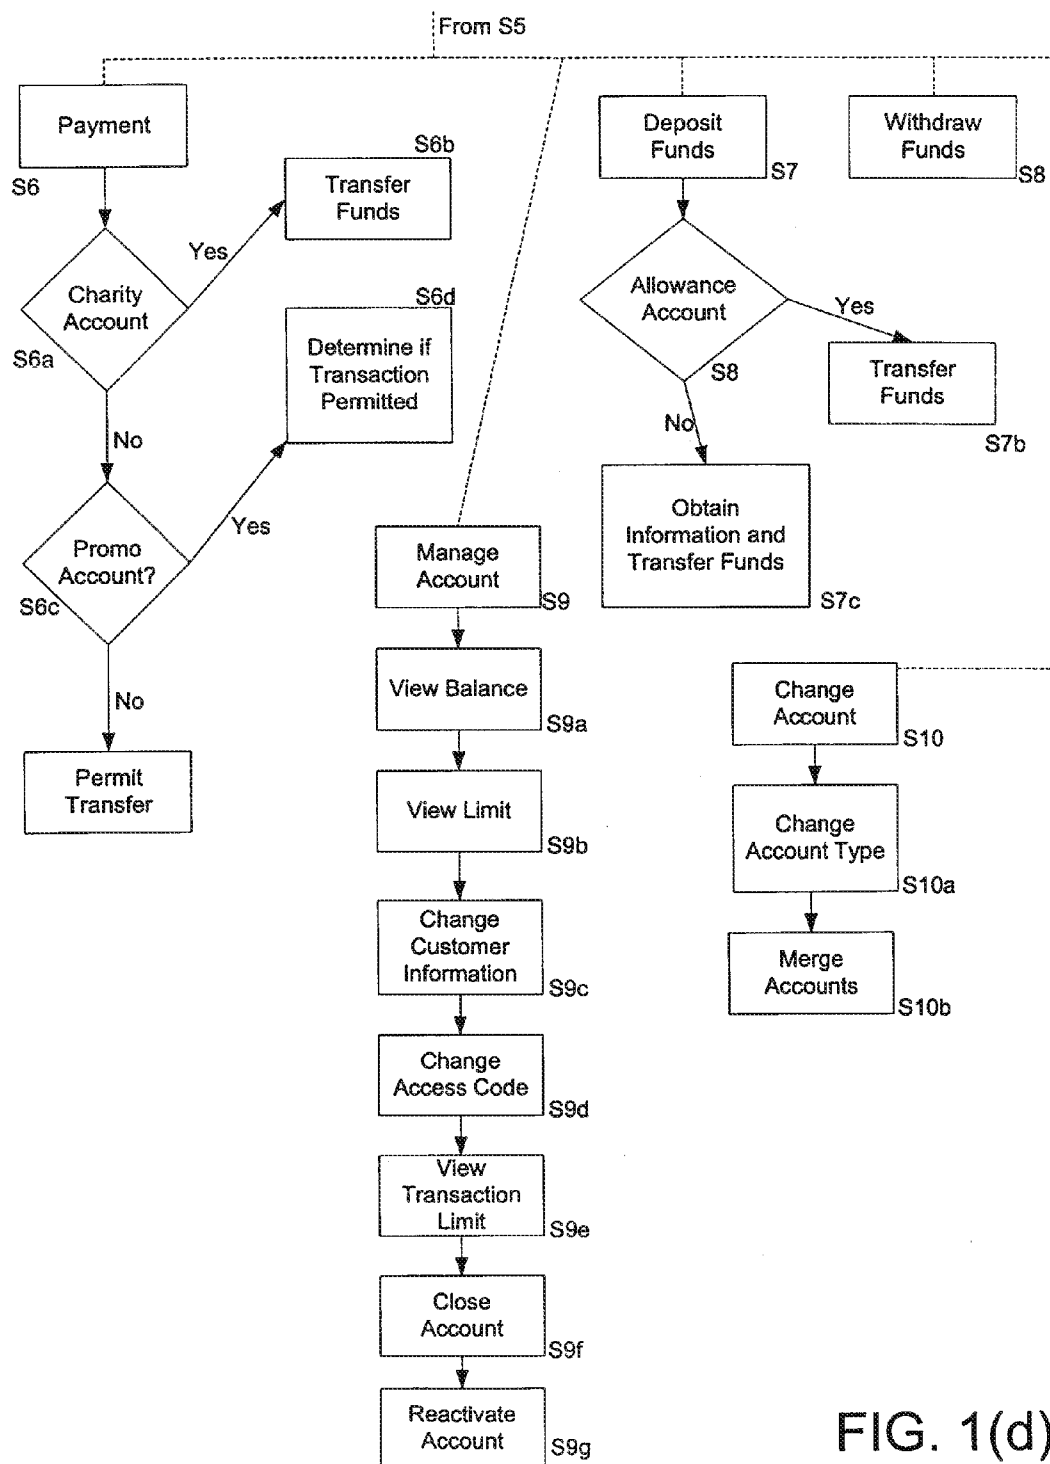 From S5
Payment
S6
Charity
Account
S6a
Yes
S6b
Transfer
Funds
No
S6d
Determine if
Transaction
Permitted
Promo
Account?
S6c
Yes
No
Permit
Transfer
Deposit
Funds
S7
Allowance
Account
S8
Yes
Transfer
Funds
S7b
No
Obtain
Information and
Transfer Funds
S7c
Withdraw
Funds
S8
Manage
Account
S9
View Balance
S9a
View Limit
S9b
Change
Customer
Information
S9c
Change
Access Code
S9d
View
Transaction
Limit
S9e
Close
Account
S9f
Reactivate
Account
S9g
Change
Account
S10
Change
Account Type
S10a
Merge
Accounts
S10b
FIG. 1(d)